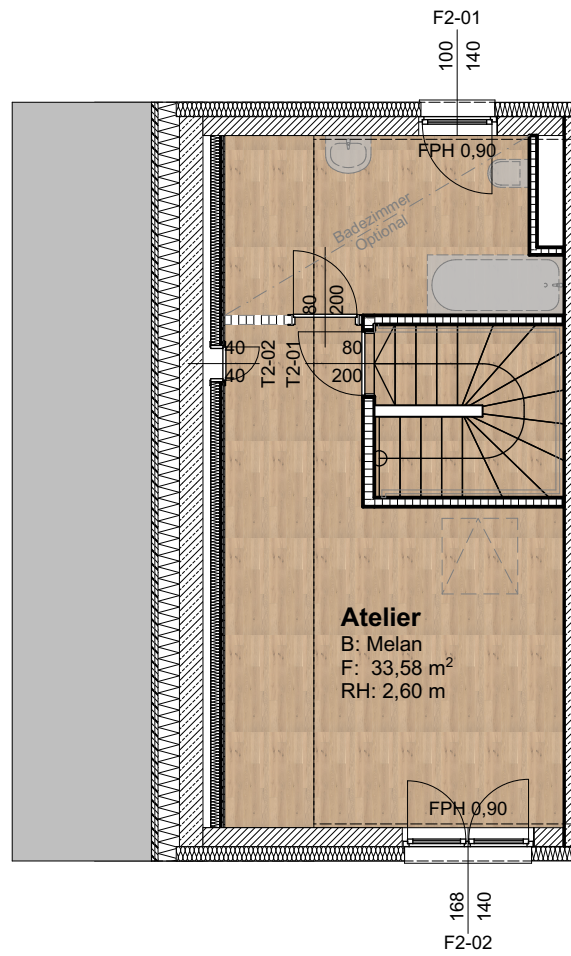 F2-01
100
140
FPH 0,90
Badezimmer
Optional
80
200
40
40
T2-02
T2-01
80
200
Atelier
B: Melan
F: 33,58 m²
RH: 2,60 m
FPH 0,90
168
140
F2-02